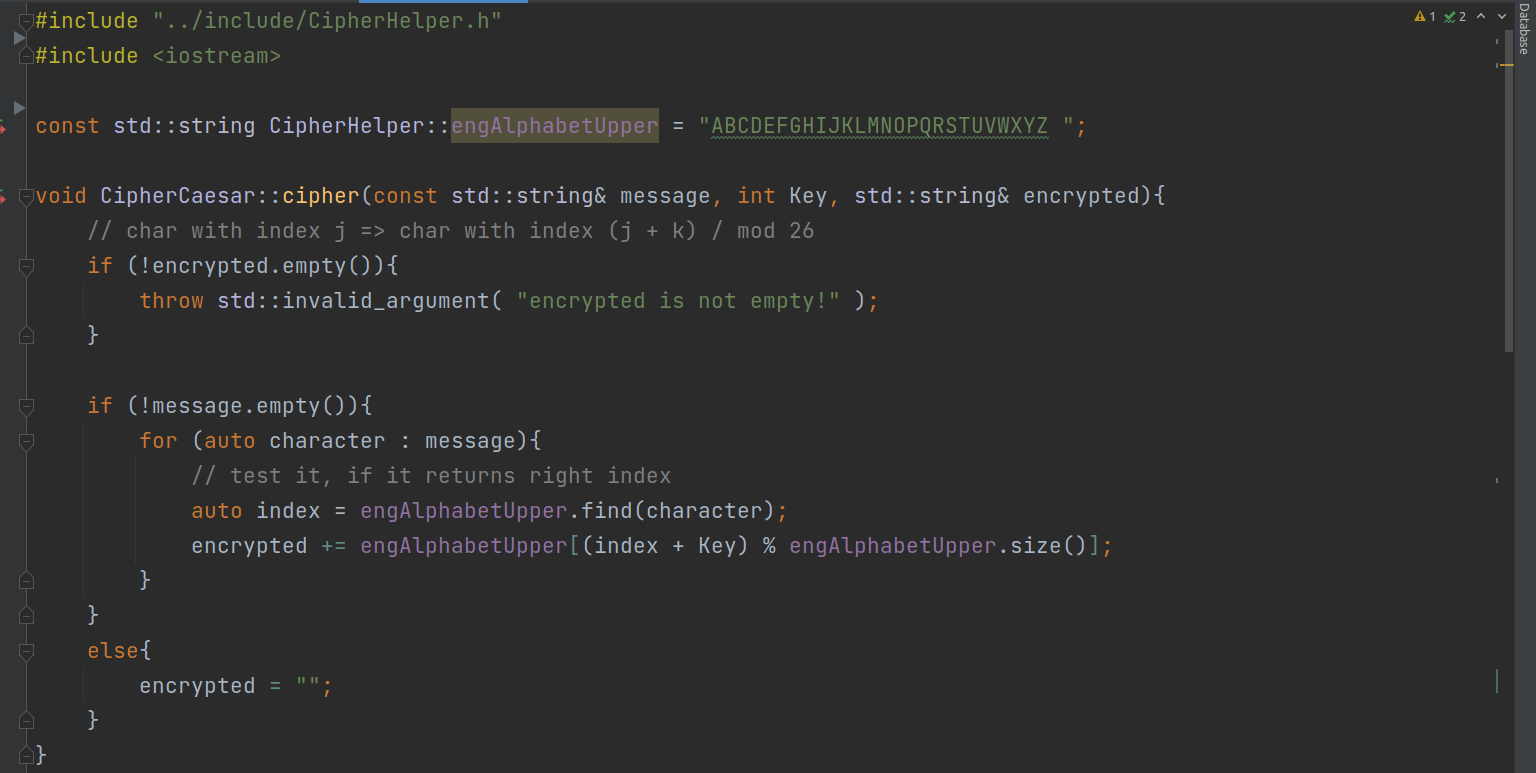 #include "../include/CipherHelper.h"
#include <iostream>
const std::string CipherHelper::engAlphabetUpper = "ABCDEFGHIJKLMNOPQRSTUVWXYZ ";
void CipherCaesar::cipher(const std::string& message, int Key, std::string& encrypted){
// char with index j => char with index (j + k) / mod 26
if (!encrypted.empty()){
throw std::invalid_argument( "encrypted is not empty!" );
}
if (!message.empty()){
for (auto character : message){
// test it, if it returns right index
auto index = engAlphabetUpper.find(character);
encrypted += engAlphabetUpper[(index + Key) % engAlphabetUpper.size()];
}
}
else{
encrypted = "";
}
}
1 2
Database